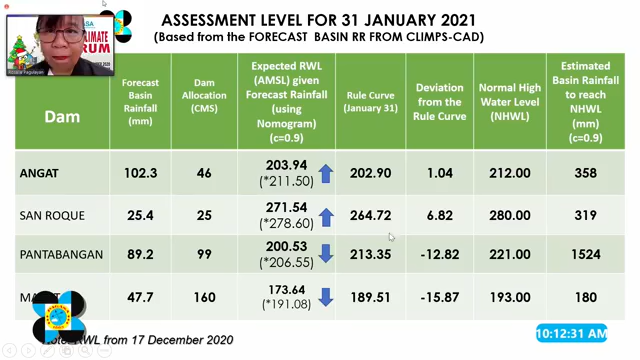 ASA
CLIMATE
RUM
Rosalie Pagulayan
ASSESSMENT LEVEL FOR 31 JANUARY 2021
(Based from the FORECAST BASIN RR FROM CLIMPS-CAD)
Dam
Forecast Basin Rainfall (mm)
Dam Allocation (CMS)
Expected RWL (AMSL) given Forecast Rainfall (using Nomogram) (c=0.9)
Rule Curve (January 31)
Deviation from the Rule Curve
Normal High Water Level (NHWL)
Estimated Basin Rainfall to reach NHWL (mm) (c=0.9)
ANGAT 102.3 46 203.94 (*211.50) 202.90 1.04 212.00 358
SAN ROQUE 25.4 25 271.54 (*278.60) 264.72 6.82 280.00 319
PANTABANGAN 89.2 99 200.53 (*206.55) 213.35 -12.82 221.00 1524
47.7 160 173.64 (*191.08) 189.51 -15.87 193.00 180
RWL from 17 December 2020
10:12:31 AM